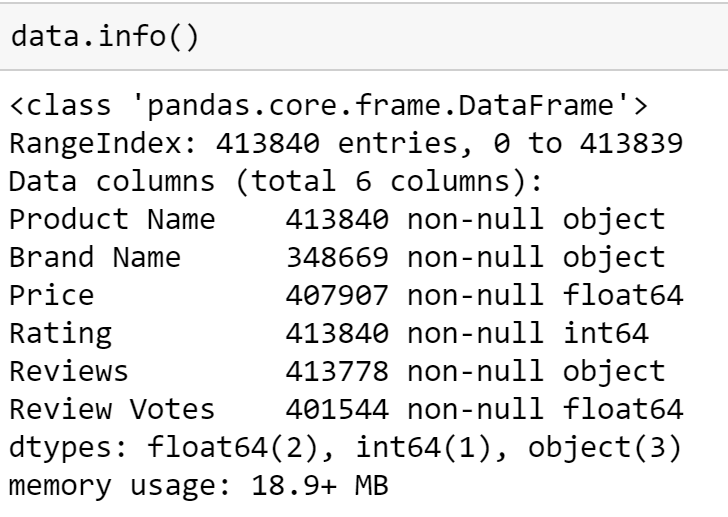 data.info()
<class 'pandas.core.frame.DataFrame'>
RangeIndex: 413840 entries, 0 to 413839
Data columns (total 6 columns):
Product Name    413840 non-null object
Brand Name      348669 non-null object
Price           407907 non-null float64
Rating          413840 non-null int64
Reviews         413778 non-null object
Review Votes    401544 non-null float64
dtypes: float64(2), int64(1), object(3)
memory usage: 18.9+ MB